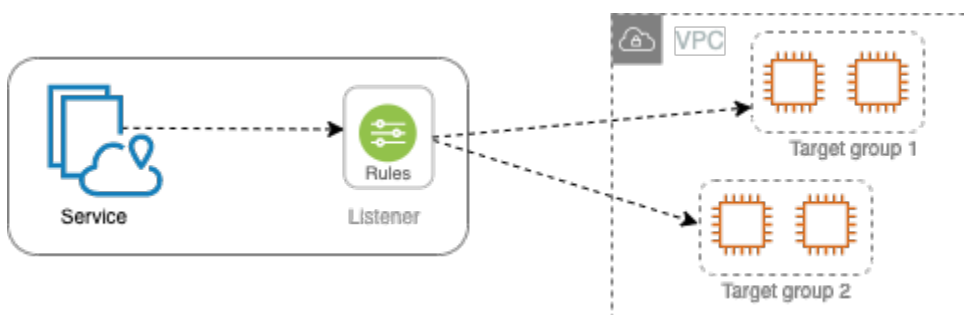 VPC
Target group 1
Rules
Service
Listener
Target group 2